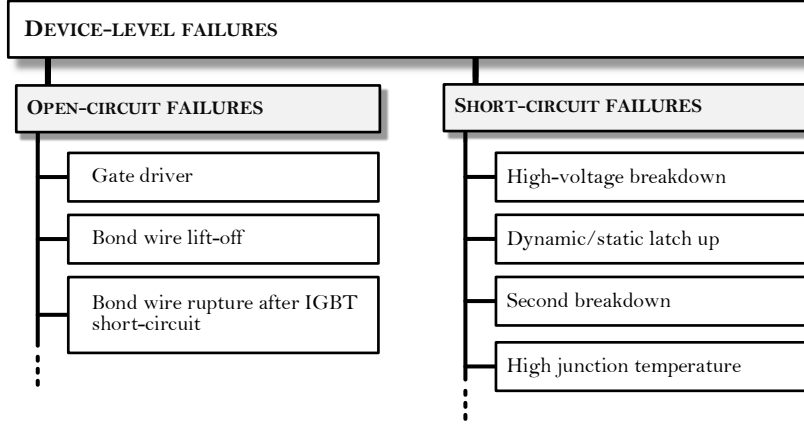 DEVICE-LEVEL FAILURES
OPEN-CIRCUIT FAILURES
Gate driver
Bond wire lift-off
Bond wire rupture after IGBT
short-circuit
SHORT-CIRCUIT FAILURES
High-voltage breakdown
Dynamic/static latch up
Second breakdown
High junction temperature